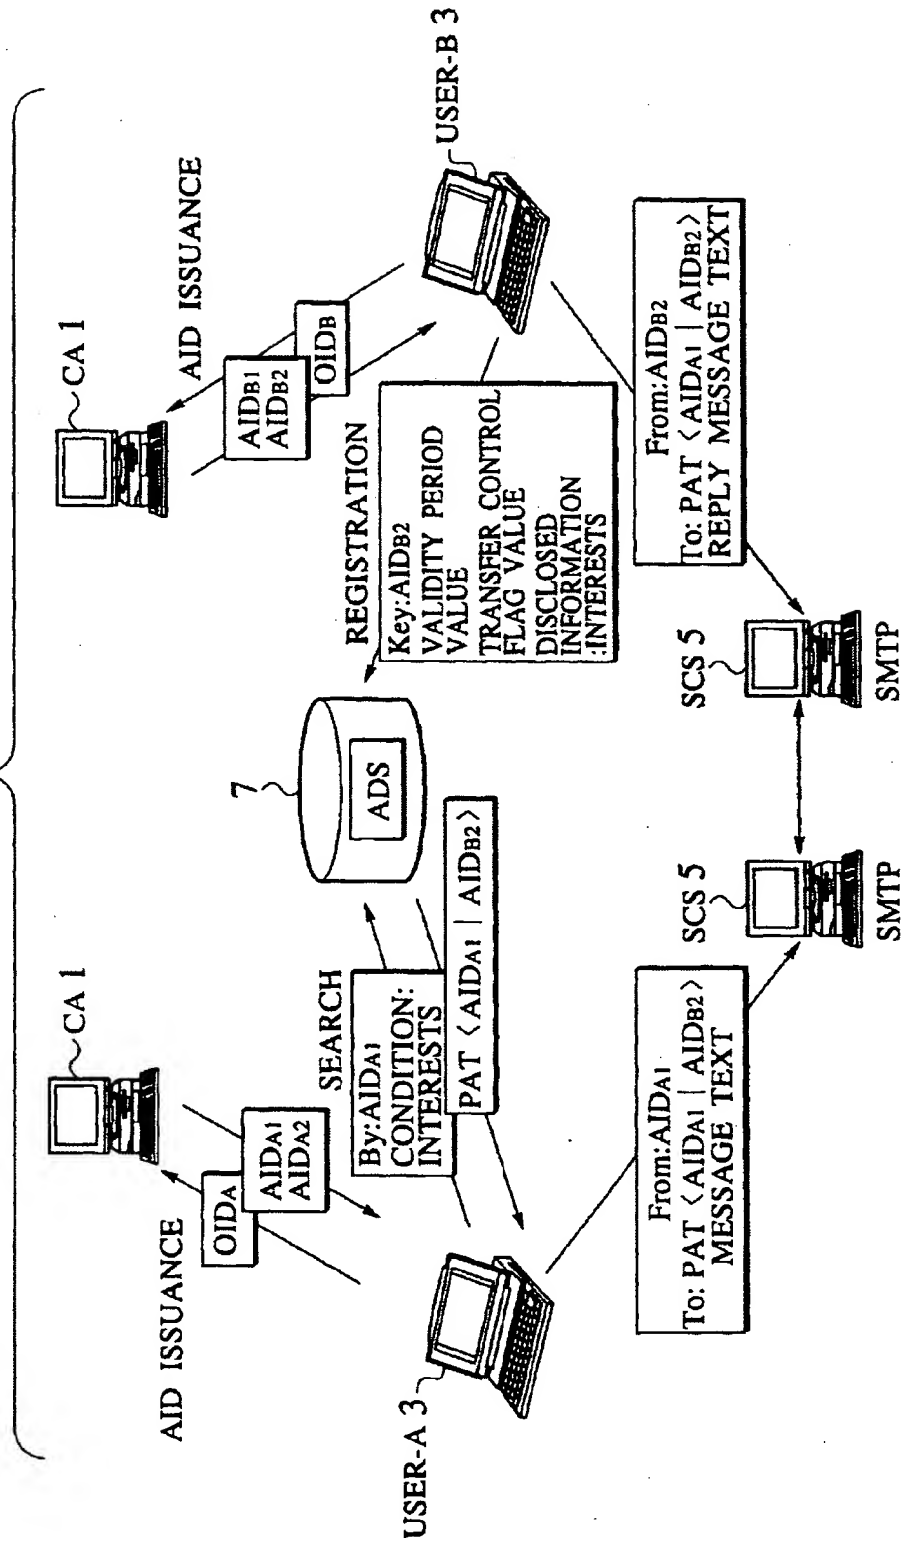 CA 1
CA 1
AID ISSUANCE
AID ISSUANCE
OIDA
AIDA1
AIDA2
AIDB1
AIDB2
OIDB
USER-A 3
USER-B 3
7
ADS
SEARCH
By:AIDA1
CONDITION:
INTERESTS
PAT <AIDA1 | AIDB2>
REGISTRATION
Key:AIDB2
VALIDITY PERIOD
VALUE
TRANSFER CONTROL
FLAG VALUE
DISCLOSED
INFORMATION
:INTERESTS
From:AIDA1
To: PAT <AIDA1 | AIDB2>
MESSAGE TEXT
SCS 5
SMTP
SCS 5
SMTP
From:AIDB2
To: PAT <AIDA1 | AIDB2>
REPLY MESSAGE TEXT